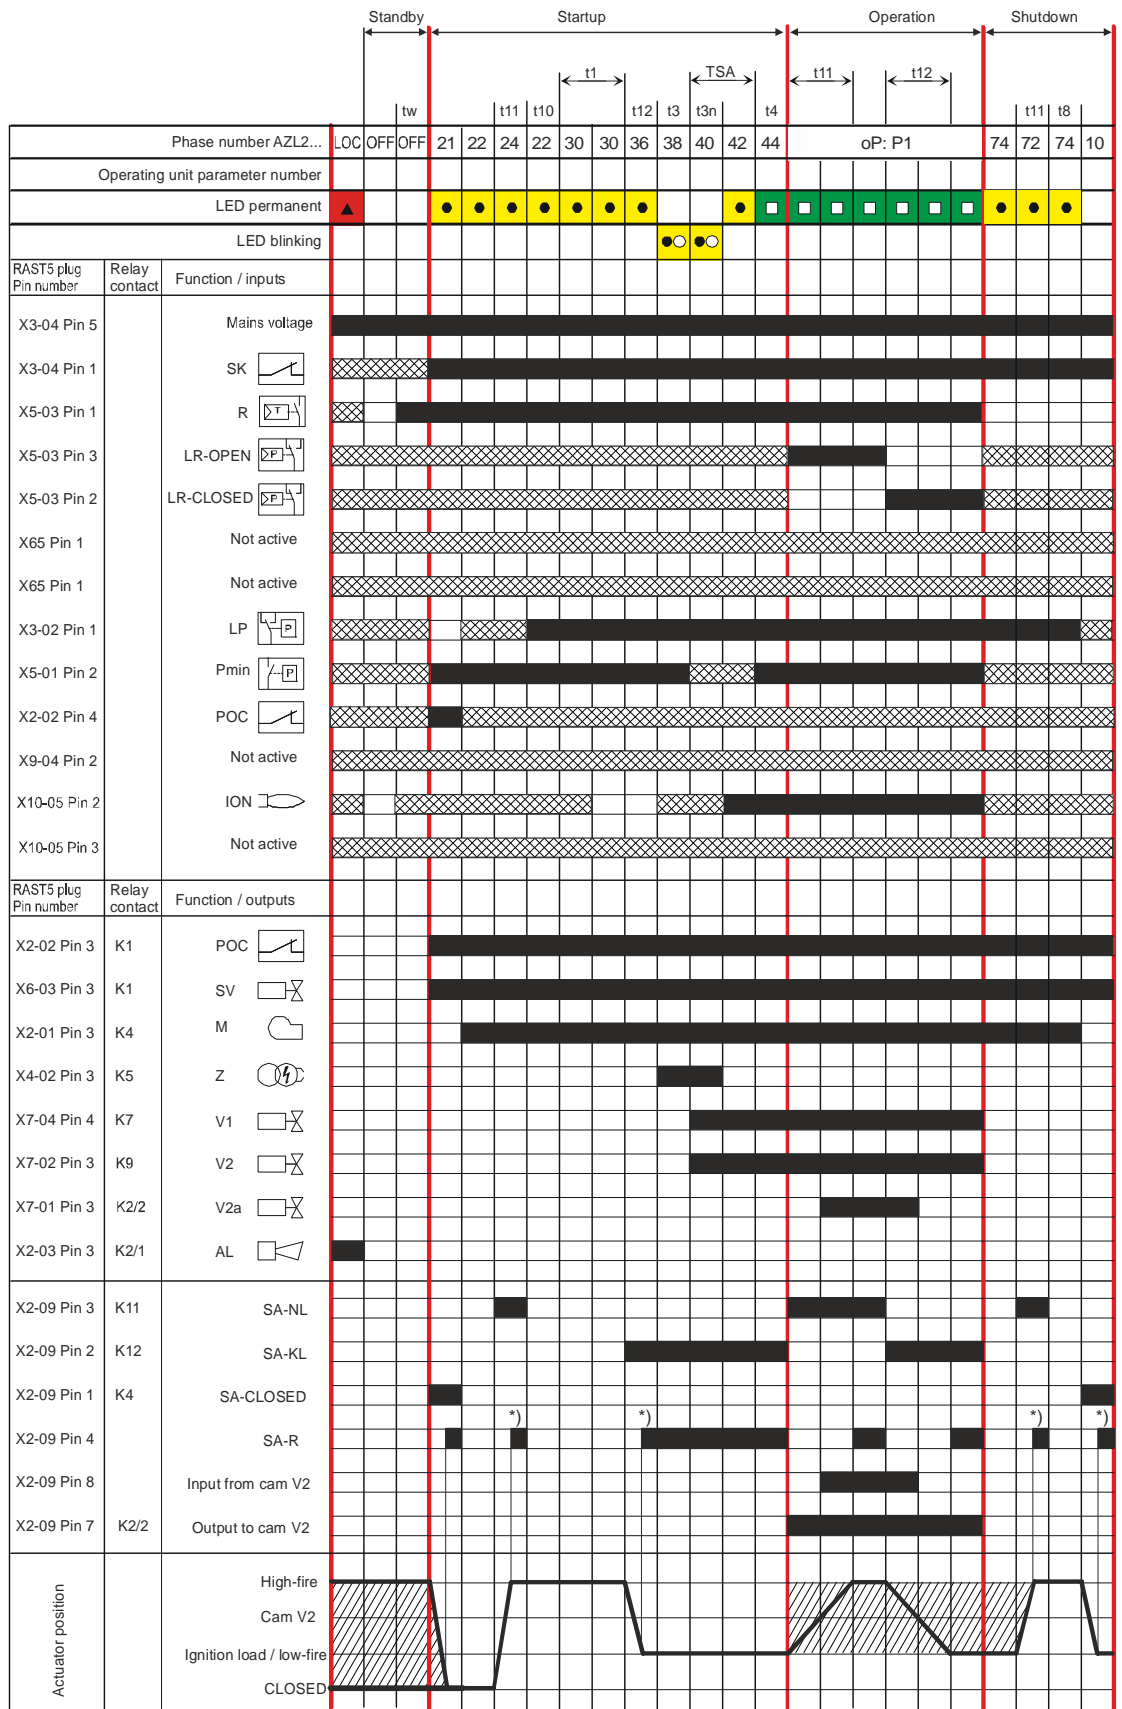 Standby Startup Operation Shutdown
t1 TSA t11 t12
tw t11 t10 t12 t3 t3n t4 t11 t8
Phase number AZL2... LOC OFF OFF 21 22 24 22 30 30 36 38 40 42 44 oP: P1 74 72 74 10
Operating unit parameter number
LED permanent
LED blinking
RAST5 plug Pin number Relay contact Function / inputs
X3-04 Pin 5 Mains voltage
X3-04 Pin 1 SK
X5-03 Pin 1 R T
X5-03 Pin 3 LR-OPEN P
X5-03 Pin 2 LR-CLOSED P
X65 Pin 1 Not active
X65 Pin 1 Not active
X3-02 Pin 1 LP P
X5-01 Pin 2 Pmin P
X2-02 Pin 4 POC
X9-04 Pin 2 Not active
X10-05 Pin 2 ION
X10-05 Pin 3 Not active
RAST5 plug Pin number Relay contact Function / outputs
X2-02 Pin 3 K1 POC
X6-03 Pin 3 K1 SV
X2-01 Pin 3 K4 M
X4-02 Pin 3 K5 Z
X7-04 Pin 4 K7 V1
X7-02 Pin 3 K9 V2
X7-01 Pin 3 K2/2 V2a
X2-03 Pin 3 K2/1 AL
X2-09 Pin 3 K11 SA-NL
X2-09 Pin 2 K12 SA-KL
X2-09 Pin 1 K4 SA-CLOSED
*) *) *) *)
X2-09 Pin 4 SA-R
X2-09 Pin 8 Input from cam V2
X2-09 Pin 7 K2/2 Output to cam V2
Actuator position
High-fire
Cam V2
Ignition load / low-fire
CLOSED